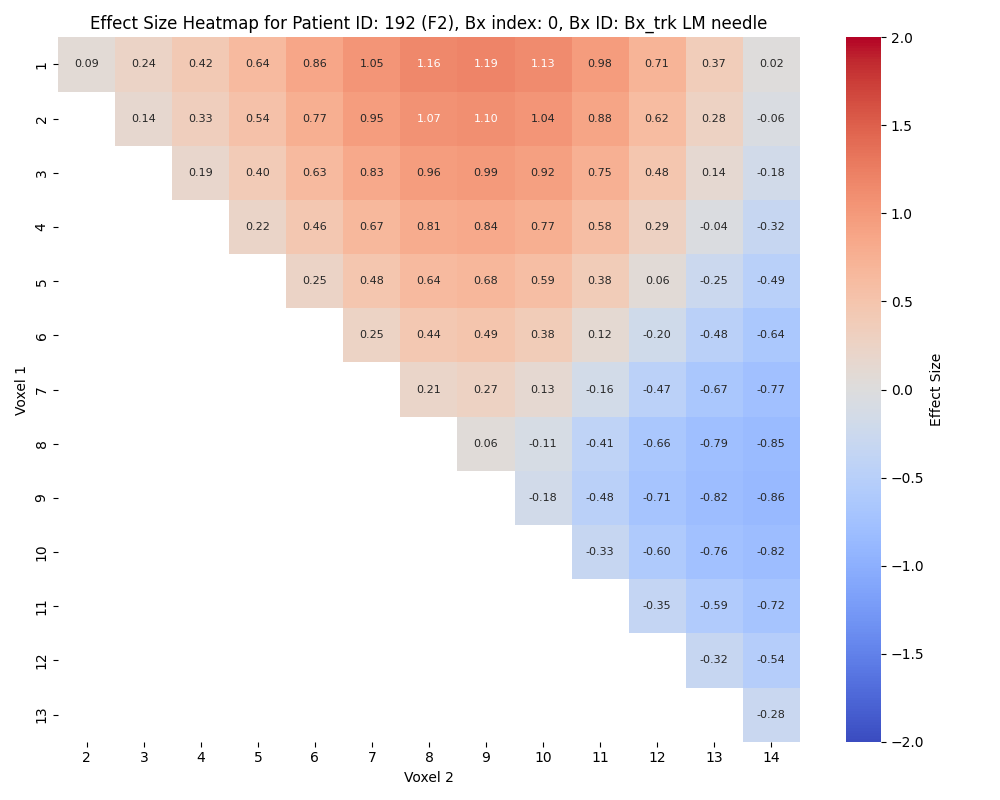 Effect Size Heatmap for Patient ID: 192 (F2), Bx index: 0, Bx ID: Bx_trk LM needle
1 0.09 0.24 0.42 0.64 0.86 1.05 1.16 1.19 1.13 0.98 0.71 0.37 0.02
2 0.14 0.33 0.54 0.77 0.95 1.07 1.10 1.04 0.88 0.62 0.28 -0.06
3 0.19 0.40 0.63 0.83 0.96 0.99 0.92 0.75 0.48 0.14 -0.18
4 0.22 0.46 0.67 0.81 0.84 0.77 0.58 0.29 -0.04 -0.32
5 0.25 0.48 0.64 0.68 0.59 0.38 0.06 -0.25 -0.49
6 0.25 0.44 0.49 0.38 0.12 -0.20 -0.48 -0.64
7 0.21 0.27 0.13 -0.16 -0.47 -0.67 -0.77
8 0.06 -0.11 -0.41 -0.66 -0.79 -0.85
9 -0.18 -0.48 -0.71 -0.82 -0.86
10 -0.33 -0.60 -0.76 -0.82
11 -0.35 -0.59 -0.72
12 -0.32 -0.54
13 -0.28
Voxel 1
2 3 4 5 6 7 8 9 10 11 12 13 14
Voxel 2
2.0
1.5
1.0
0.5
0.0
−0.5
−1.0
−1.5
−2.0
Effect Size